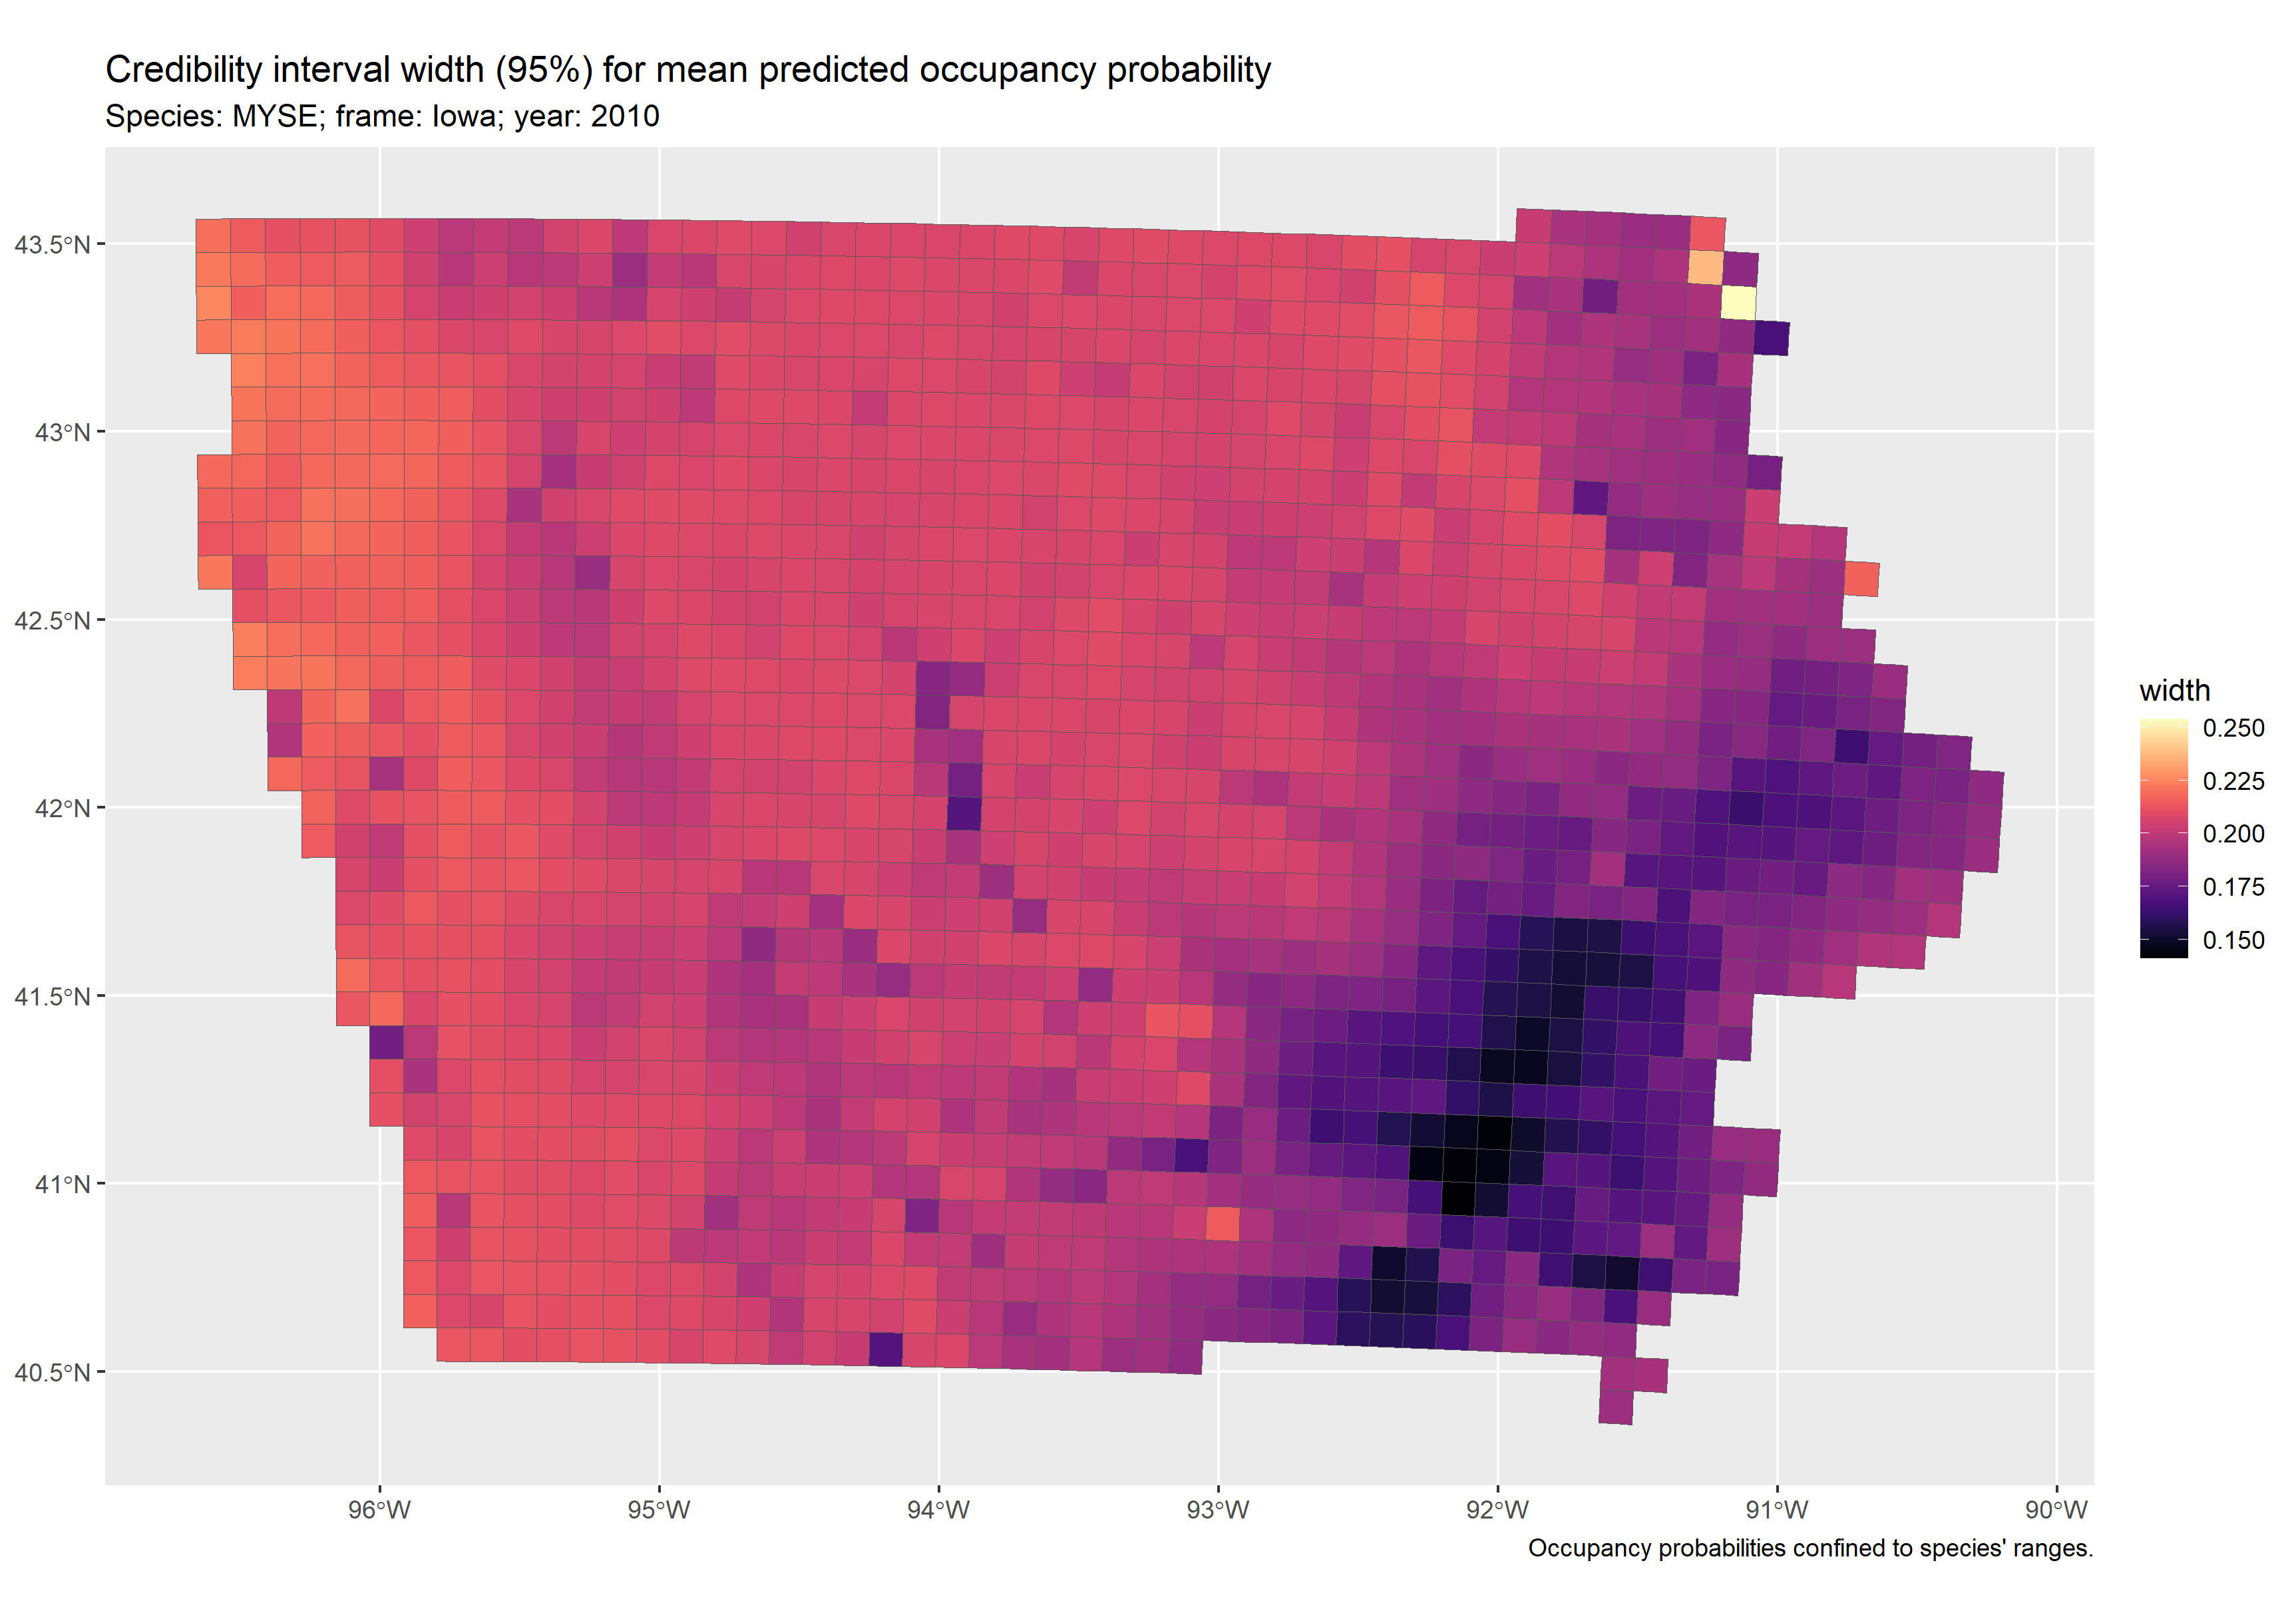 Credibility interval width (95%) for mean predicted occupancy probability
Species: MYSE; frame: Iowa; year: 2010
43.5°N
43°N
42.5°N
42°N
41.5°N
41°N
40.5°N
96°W
95°W
94°W
93°W
92°W
91°W
90°W
width
0.250
0.225
0.200
0.175
0.150
Occupancy probabilities confined to species' ranges.